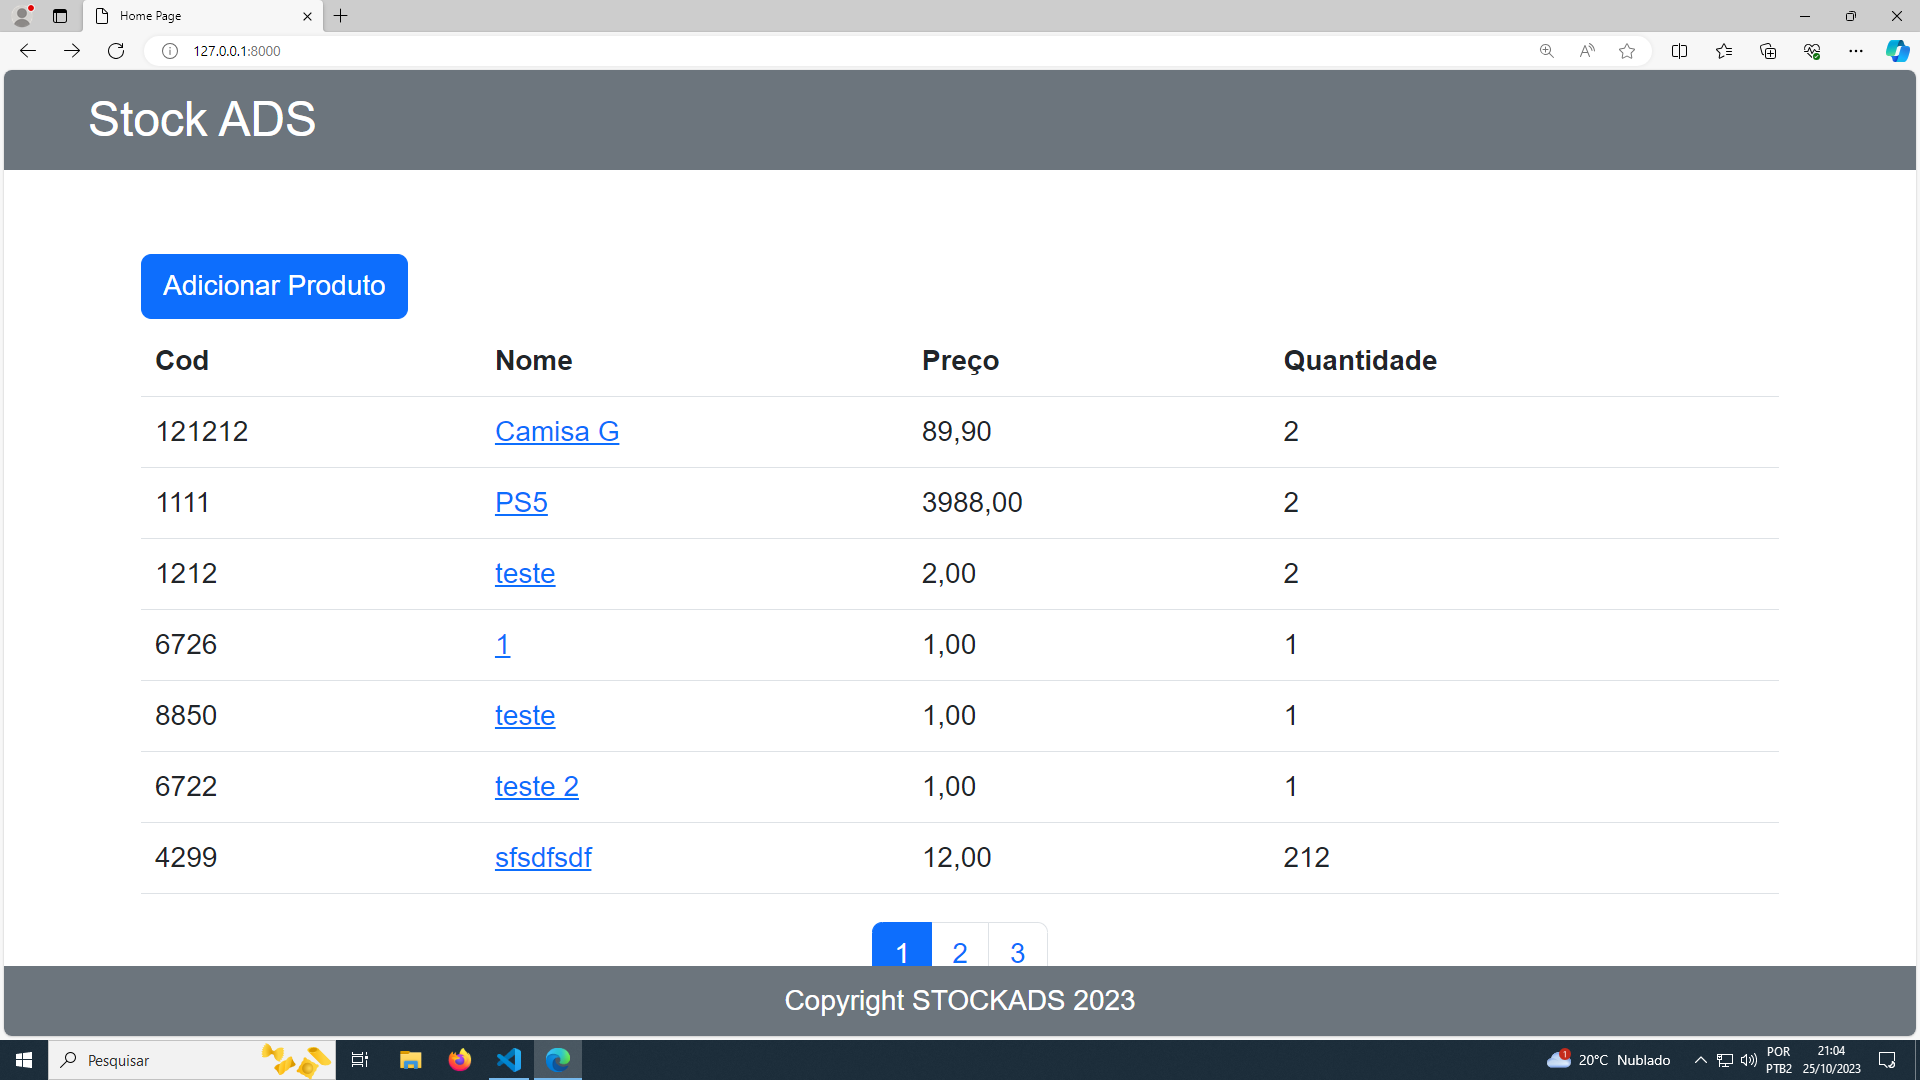 Home Page
127.0.0.1:8000
Stock ADS
Adicionar Produto
Cod Nome Preço Quantidade
121212 Camisa G 89,90 2
1111 PS5 3988,00 2
1212 teste 2,00 2
6726 1 1,00 1
8850 teste 1,00 1
6722 teste 2 1,00 1
4299 sfsdfsdf 12,00 212
1 2 3
Copyright STOCKADS 2023
Pesquisar
1 20°C Nublado
POR
PTB2
21:04
25/10/2023